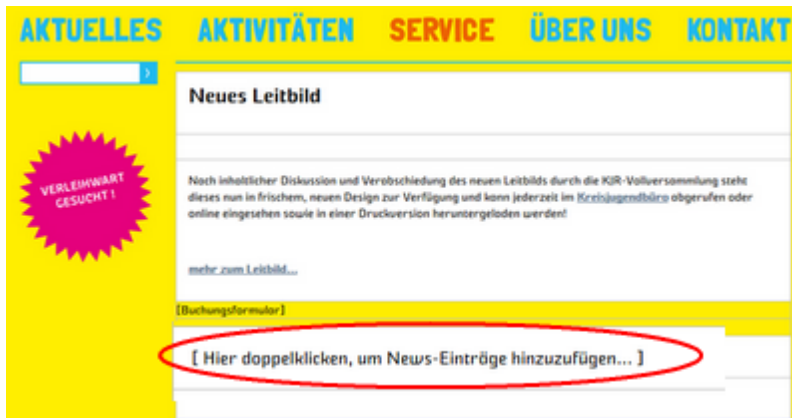 AKTUELLES AKTIVITÄTEN SERVICE ÜBER UNS KONTAKT
>
Neues Leitbild
VERLEIHWART
GESUCHT !
Nach inhaltlicher Diskussion und Verabschiedung des neuen Leitbilds durch die KJR-Vollversammlung steht
dieses nun in frischem, neuen Design zur Verfügung und kann jederzeit im Kreisjugendbüro abgerufen oder
online eingesehen sowie in einer Druckversion heruntergeladen werden!
mehr zum Leitbild...
[Buchungsformular]
[ Hier doppelklicken, um News-Einträge hinzuzufügen... ]